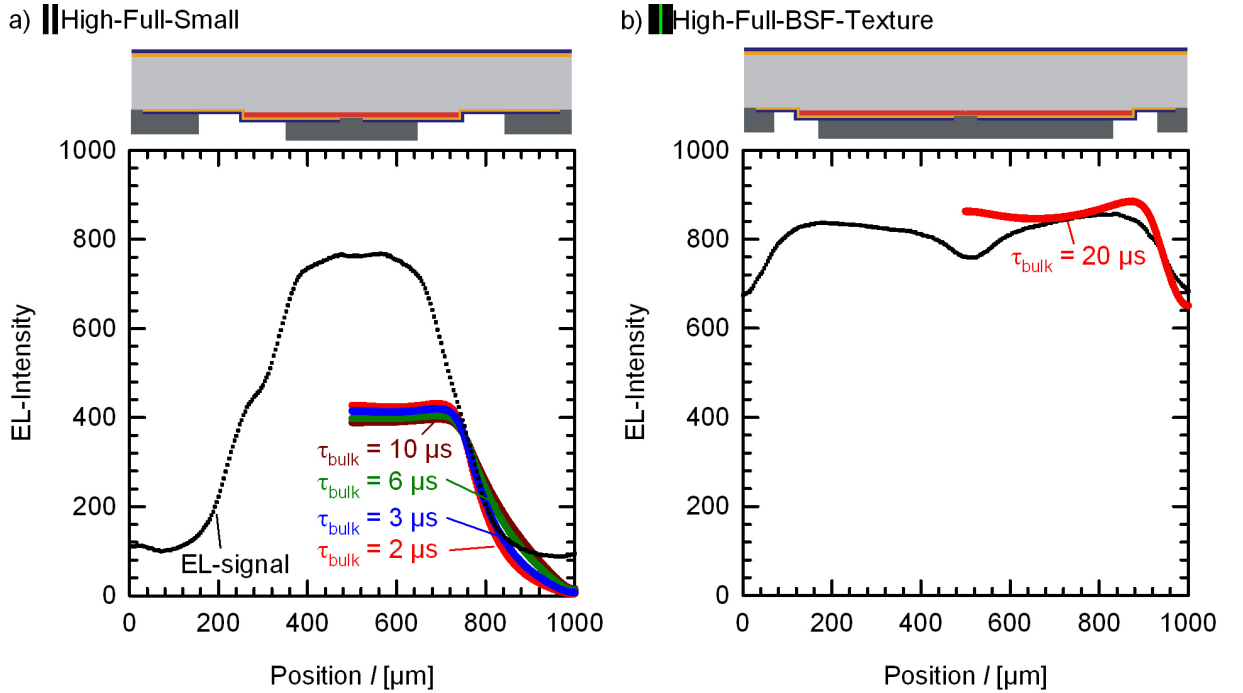 a) High-Full-Small
b) High-Full-BSF-Texture
1000
800
600
400
200
0
EL-Intensity
τbulk = 10 µs
τbulk = 6 µs
τbulk = 3 µs
τbulk = 2 µs
EL-signal
0 200 400 600 800 1000
Position l [µm]
1000
800
600
400
200
0
EL-Intensity
τbulk = 20 µs
0 200 400 600 800 1000
Position l [µm]